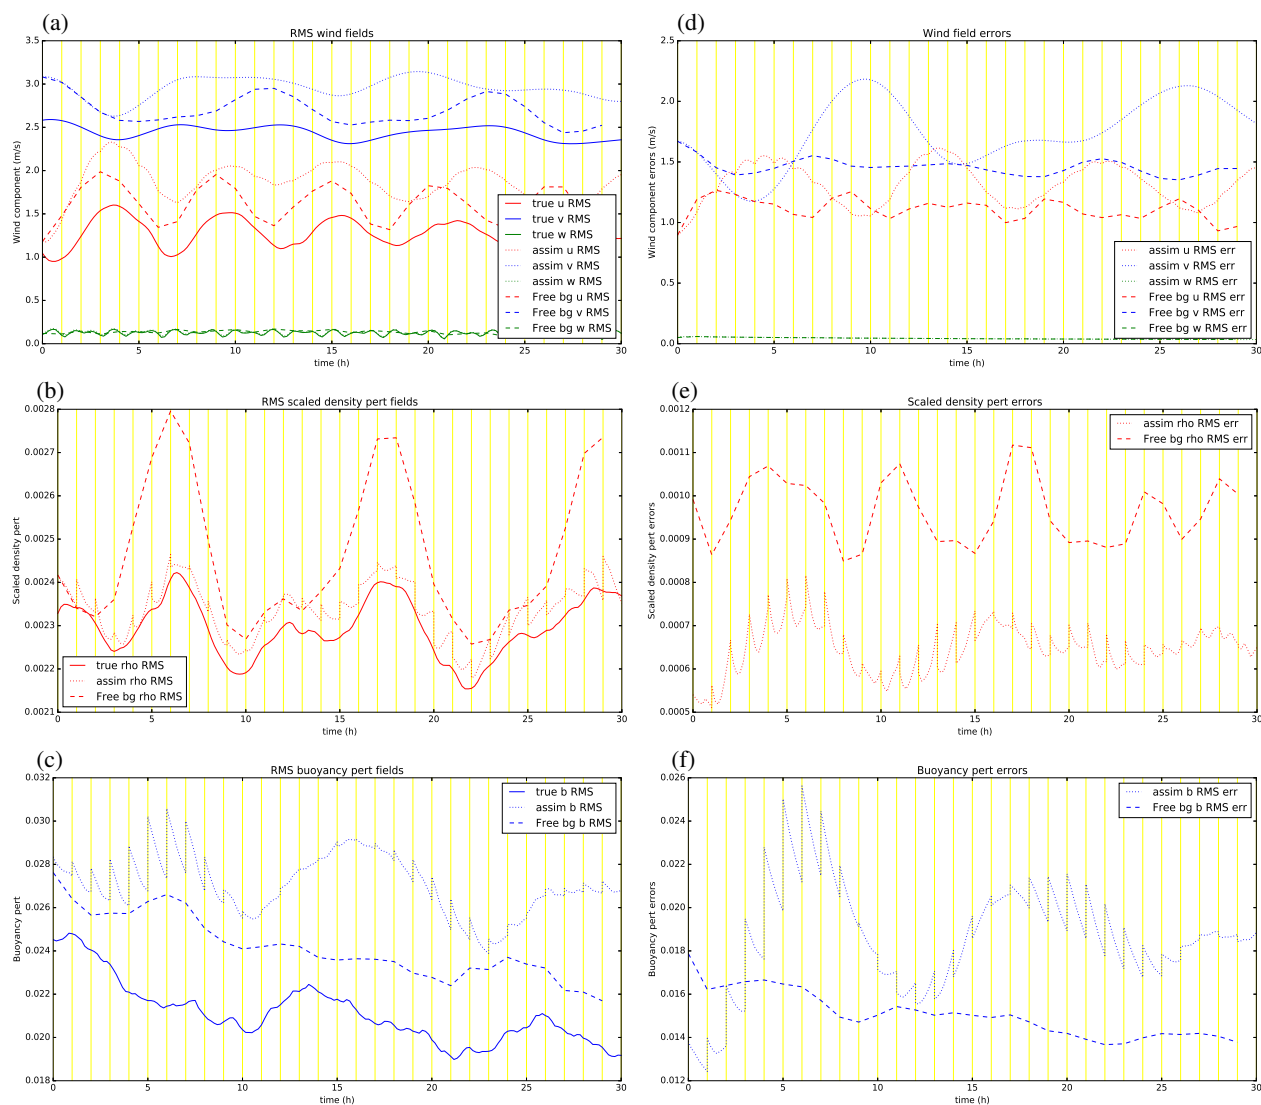 (a)
RMS wind fields
Wind component (m/s)
3.5
3.0
2.5
2.0
1.5
1.0
0.5
0.0
true u RMS
true v RMS
true w RMS
assim u RMS
assim v RMS
assim w RMS
Free bg u RMS
Free bg v RMS
Free bg w RMS
0 5 10 15 20 25 30
time (h)
(d)
Wind field errors
Wind component errors (m/s)
2.5
2.0
1.5
1.0
0.5
0.0
assim u RMS err
assim v RMS err
assim w RMS err
Free bg u RMS err
Free bg v RMS err
Free bg w RMS err
0 5 10 15 20 25 30
time (h)
(b)
RMS scaled density pert fields
Scaled density pert
0.0028
0.0027
0.0026
0.0025
0.0024
0.0023
0.0022
0.0021
true rho RMS
assim rho RMS
Free bg rho RMS
0 5 10 15 20 25 30
time (h)
(e)
Scaled density pert errors
Scaled density pert errors
0.0012
0.0011
0.0010
0.0009
0.0008
0.0007
0.0006
0.0005
assim rho RMS err
Free bg rho RMS err
0 5 10 15 20 25 30
time (h)
(c)
RMS buoyancy pert fields
Buoyancy pert
0.032
0.030
0.028
0.026
0.024
0.022
0.020
0.018
true b RMS
assim b RMS
Free bg b RMS
0 5 10 15 20 25 30
time (h)
(f)
Buoyancy pert errors
Buoyancy pert errors
0.026
0.024
0.022
0.020
0.018
0.016
0.014
0.012
assim b RMS err
Free bg b RMS err
0 5 10 15 20 25 30
time (h)